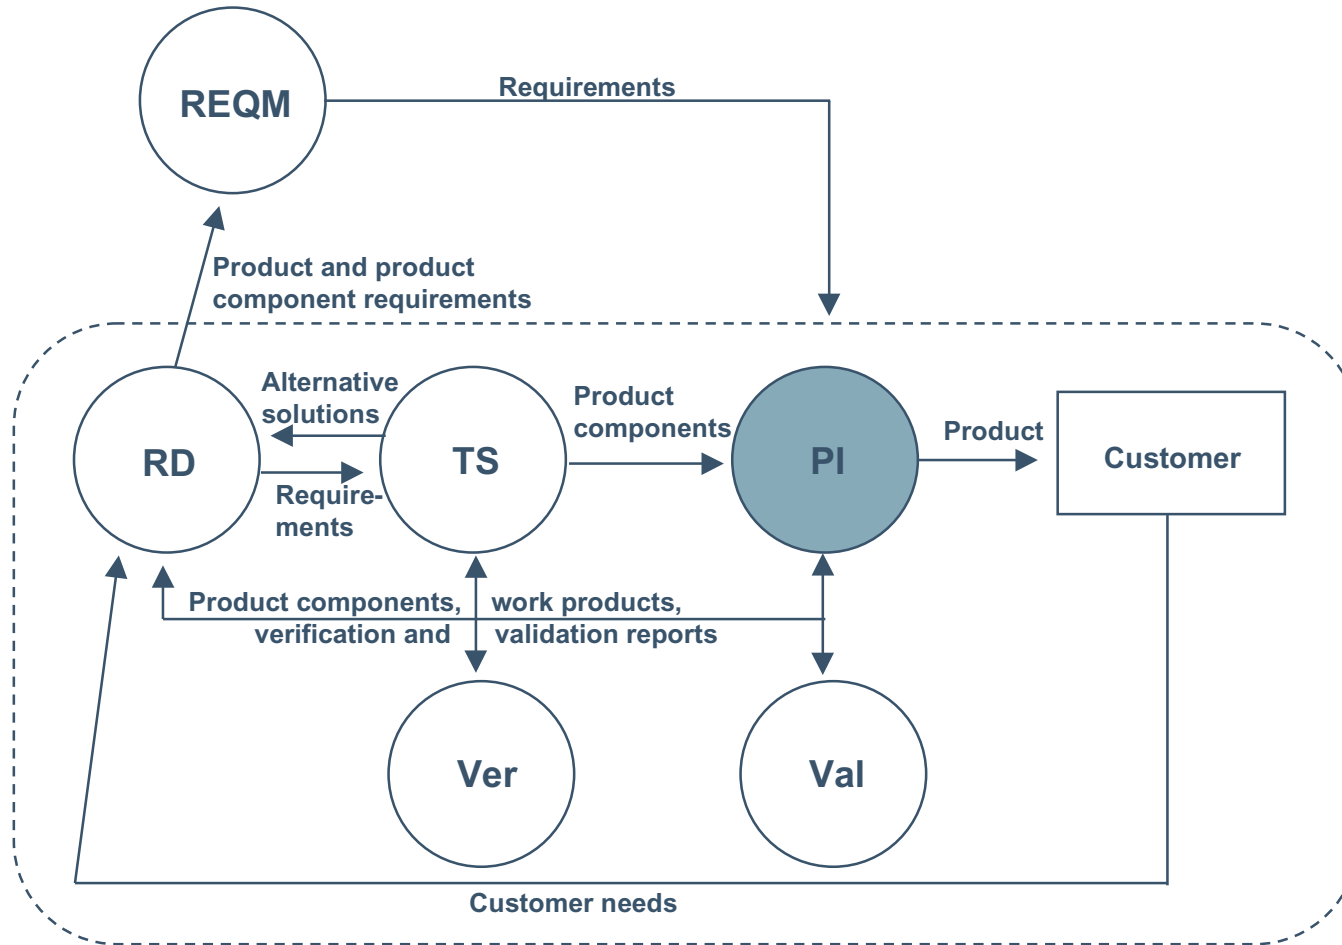 REQM
Requirements
Product and product
component requirements
Alternative
solutions
Product
components
Product
RD
TS
PI
Customer
Require-
ments
Product components,
verification and
work products,
validation reports
Ver
Val
Customer needs